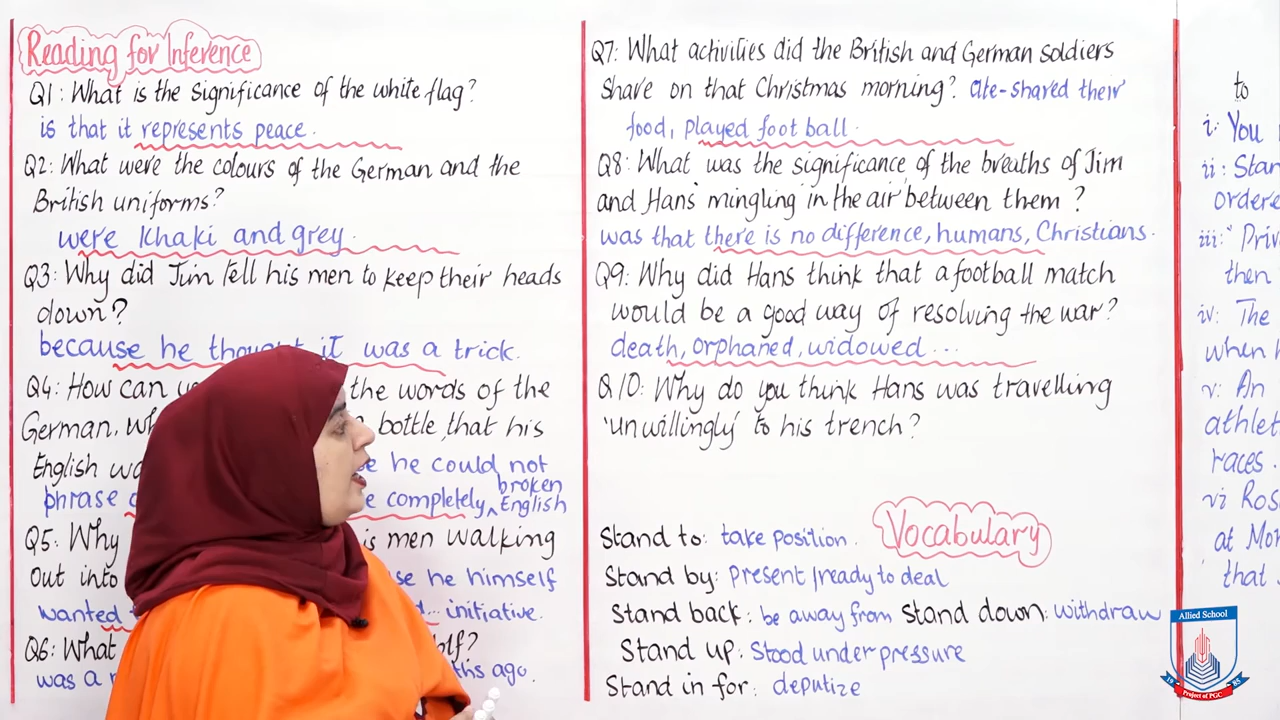 Reading for Inference
Q1: What is the significance of the white flag?
is that it represents peace.
Q2: What were the colours of the German and the
British uniforms?
were Khaki and grey.
Q3: Why did Jim tell his men to keep their heads
down?
because he thought it was a trick.
Q4: How can the words of the
German, bottle, that his
English he could not
phrase completely, broken English
Q5: Why is men walking
Out into he himself
wanted initiative.
Q6: What
was a ago.
Q7: What activities did the British and German soldiers
share on that Christmas morning? ate-shared their
food, played football.
Q8: What was the significance of the breaths of Jim
and Hans mingling in the air between them?
was that there is no difference, humans, Christians.
Q9: Why did Hans think that a football match
would be a good way of resolving the war?
death, orphaned, widowed...
Q10: Why do you think Hans was travelling
'unwillingly' to his trench?
Vocabulary
Stand to: take position.
Stand by: present/ready to deal
Stand back: be away from Stand down: withdraw
Stand up: Stood under pressure
Stand in for: deputize
to
i: You
ii: Stan
ordere
iii: Priv
then
iv: The
when
v: An
athlet
races.
vi Ros
at Mor
that
Allied School
19 85
Project of PGC